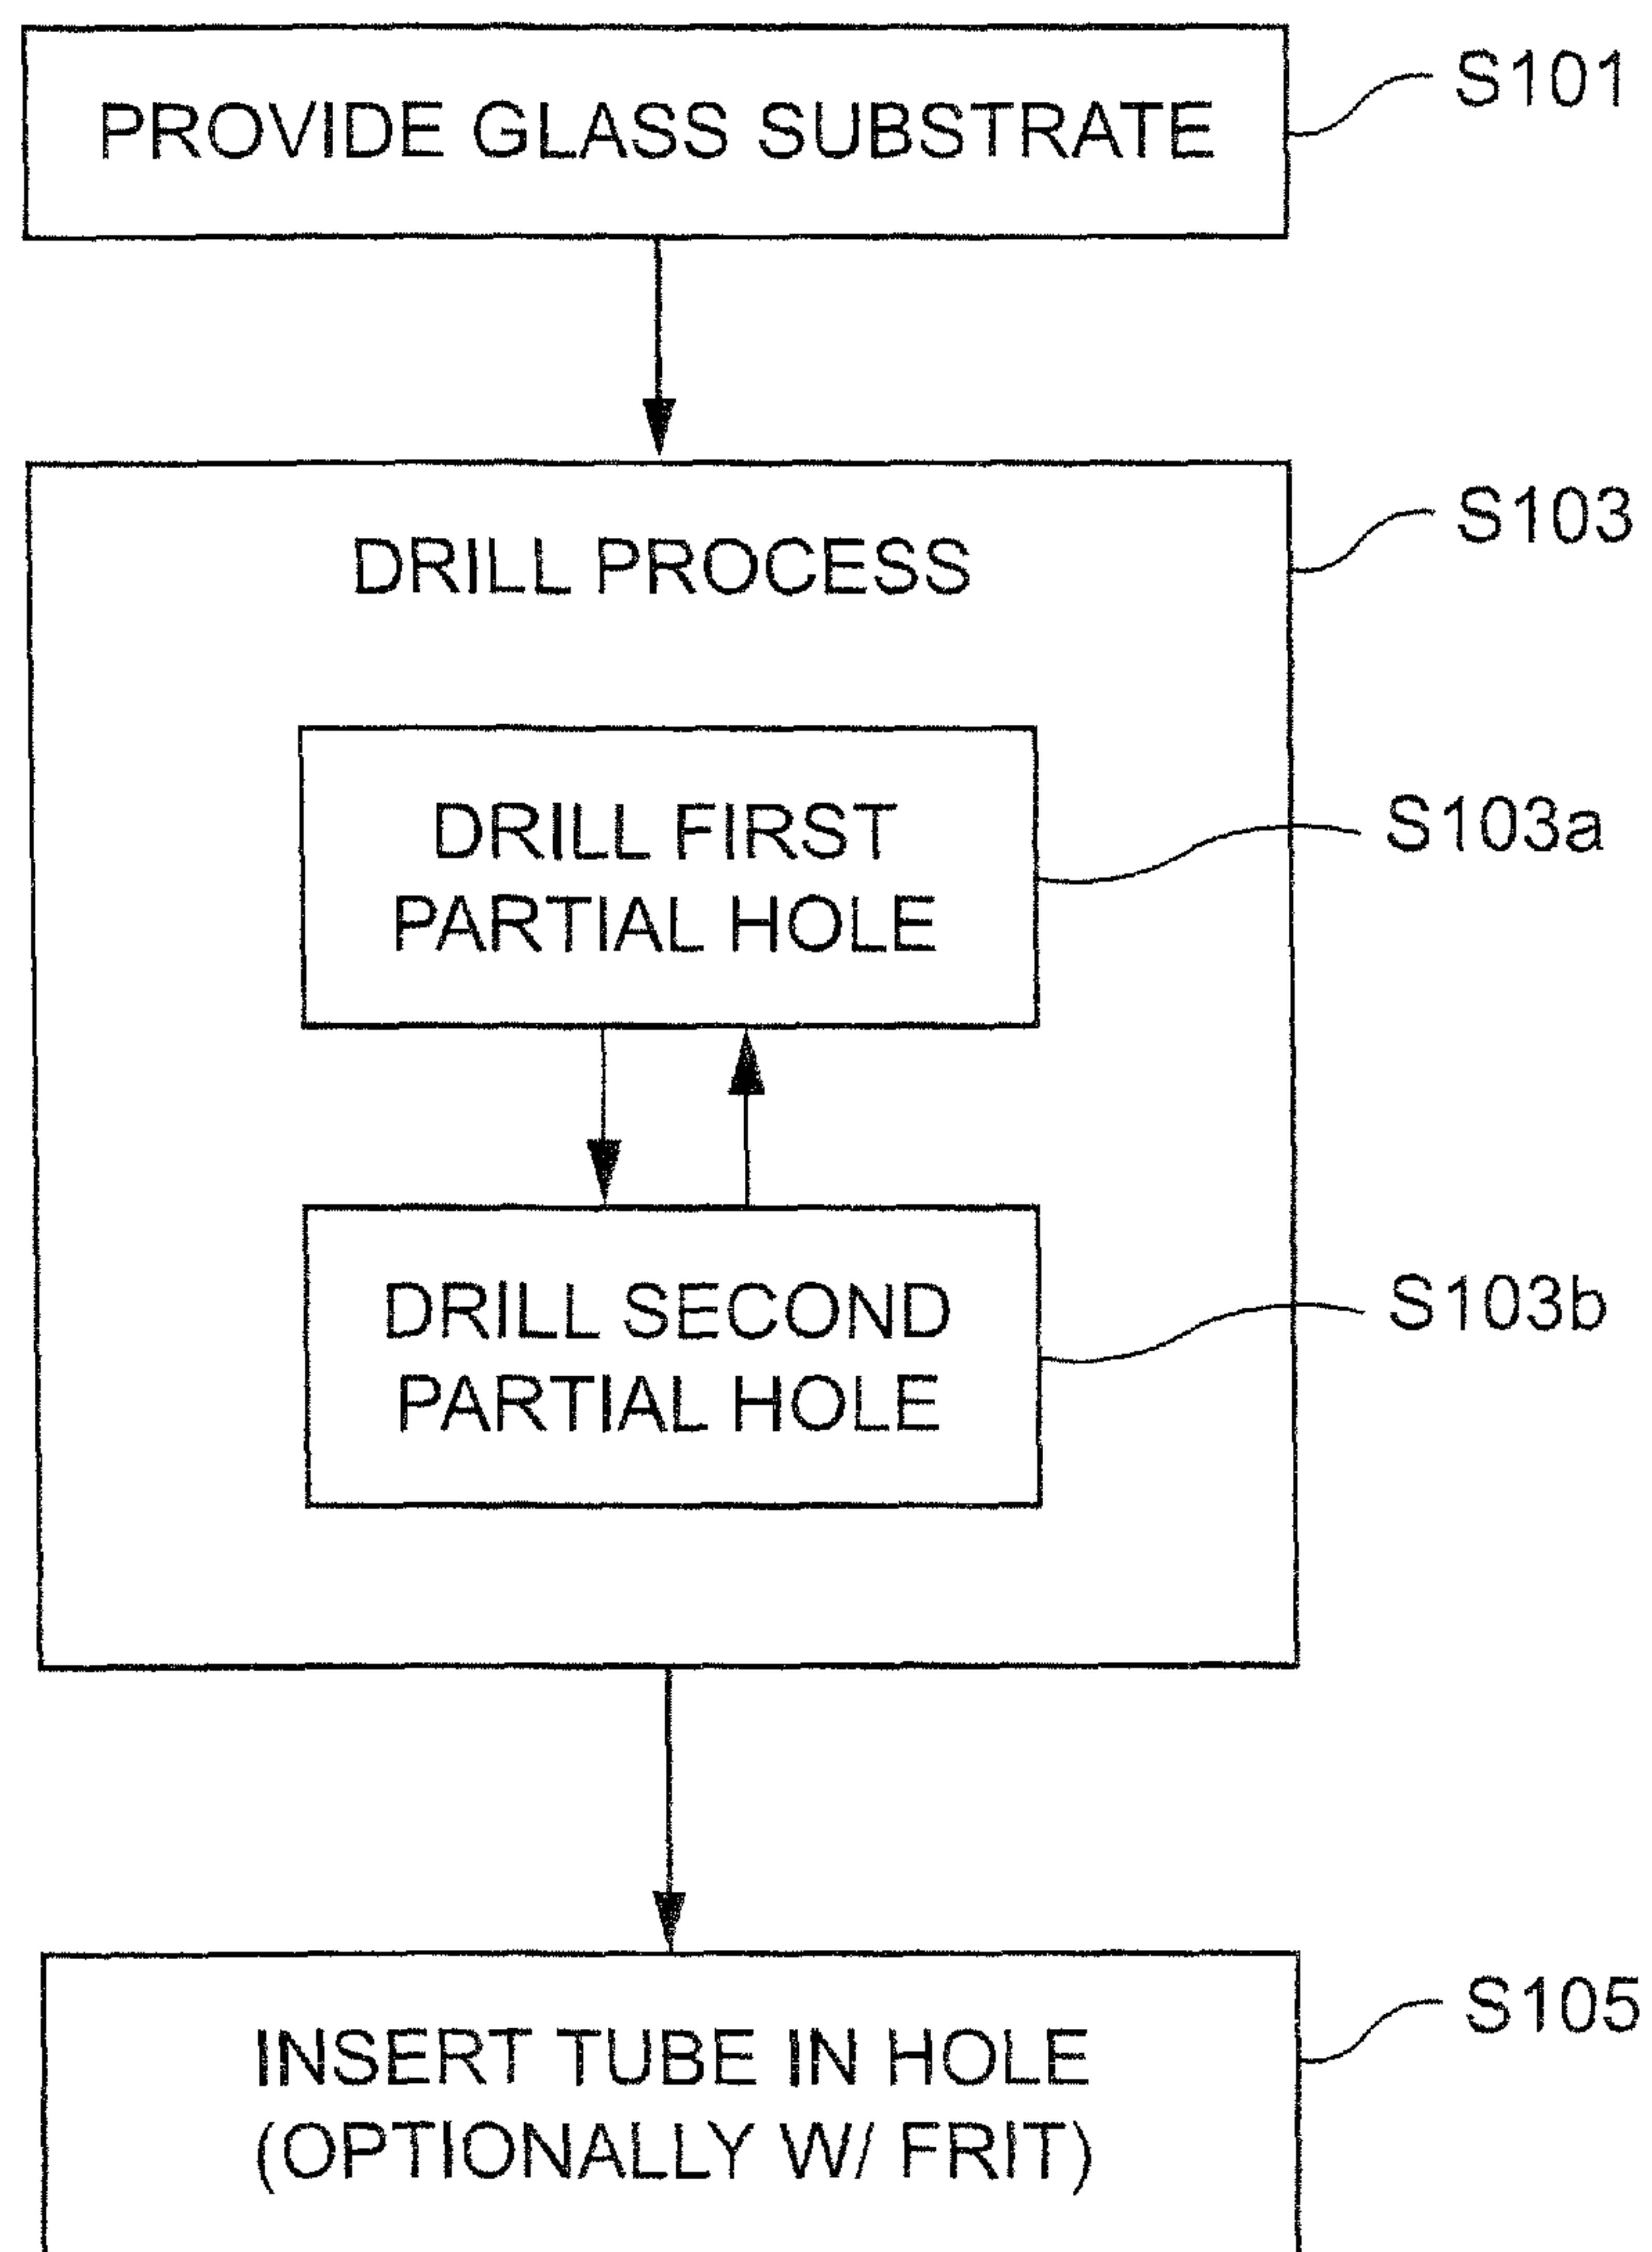 PROVIDE GLASS SUBSTRATE
S101
DRILL PROCESS
S103
DRILL FIRST
PARTIAL HOLE
S103a
DRILL SECOND
PARTIAL HOLE
S103b
INSERT TUBE IN HOLE
(OPTIONALLY W/ FRIT)
S105